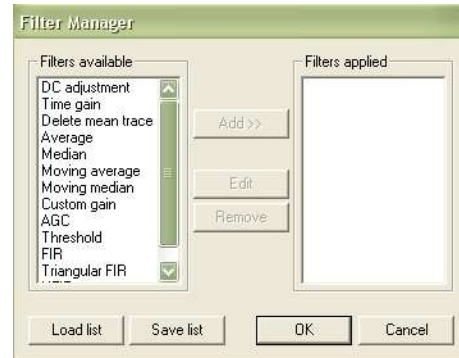 Filter Manager
Filters available
DC adjustment
Time gain
Delete mean trace
Average
Median
Moving average
Moving median
Custom gain
AGC
Threshold
FIR
Triangular FIR
Add >>
Edit
Remove
Filters applied
Load list
Save list
OK
Cancel